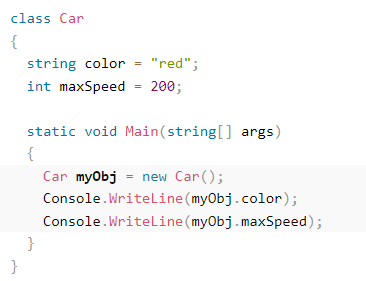 class Car
{
  string color = "red";
  int maxSpeed = 200;

  static void Main(string[] args)
  {
    Car myObj = new Car();
    Console.WriteLine(myObj.color);
    Console.WriteLine(myObj.maxSpeed);
  }
}